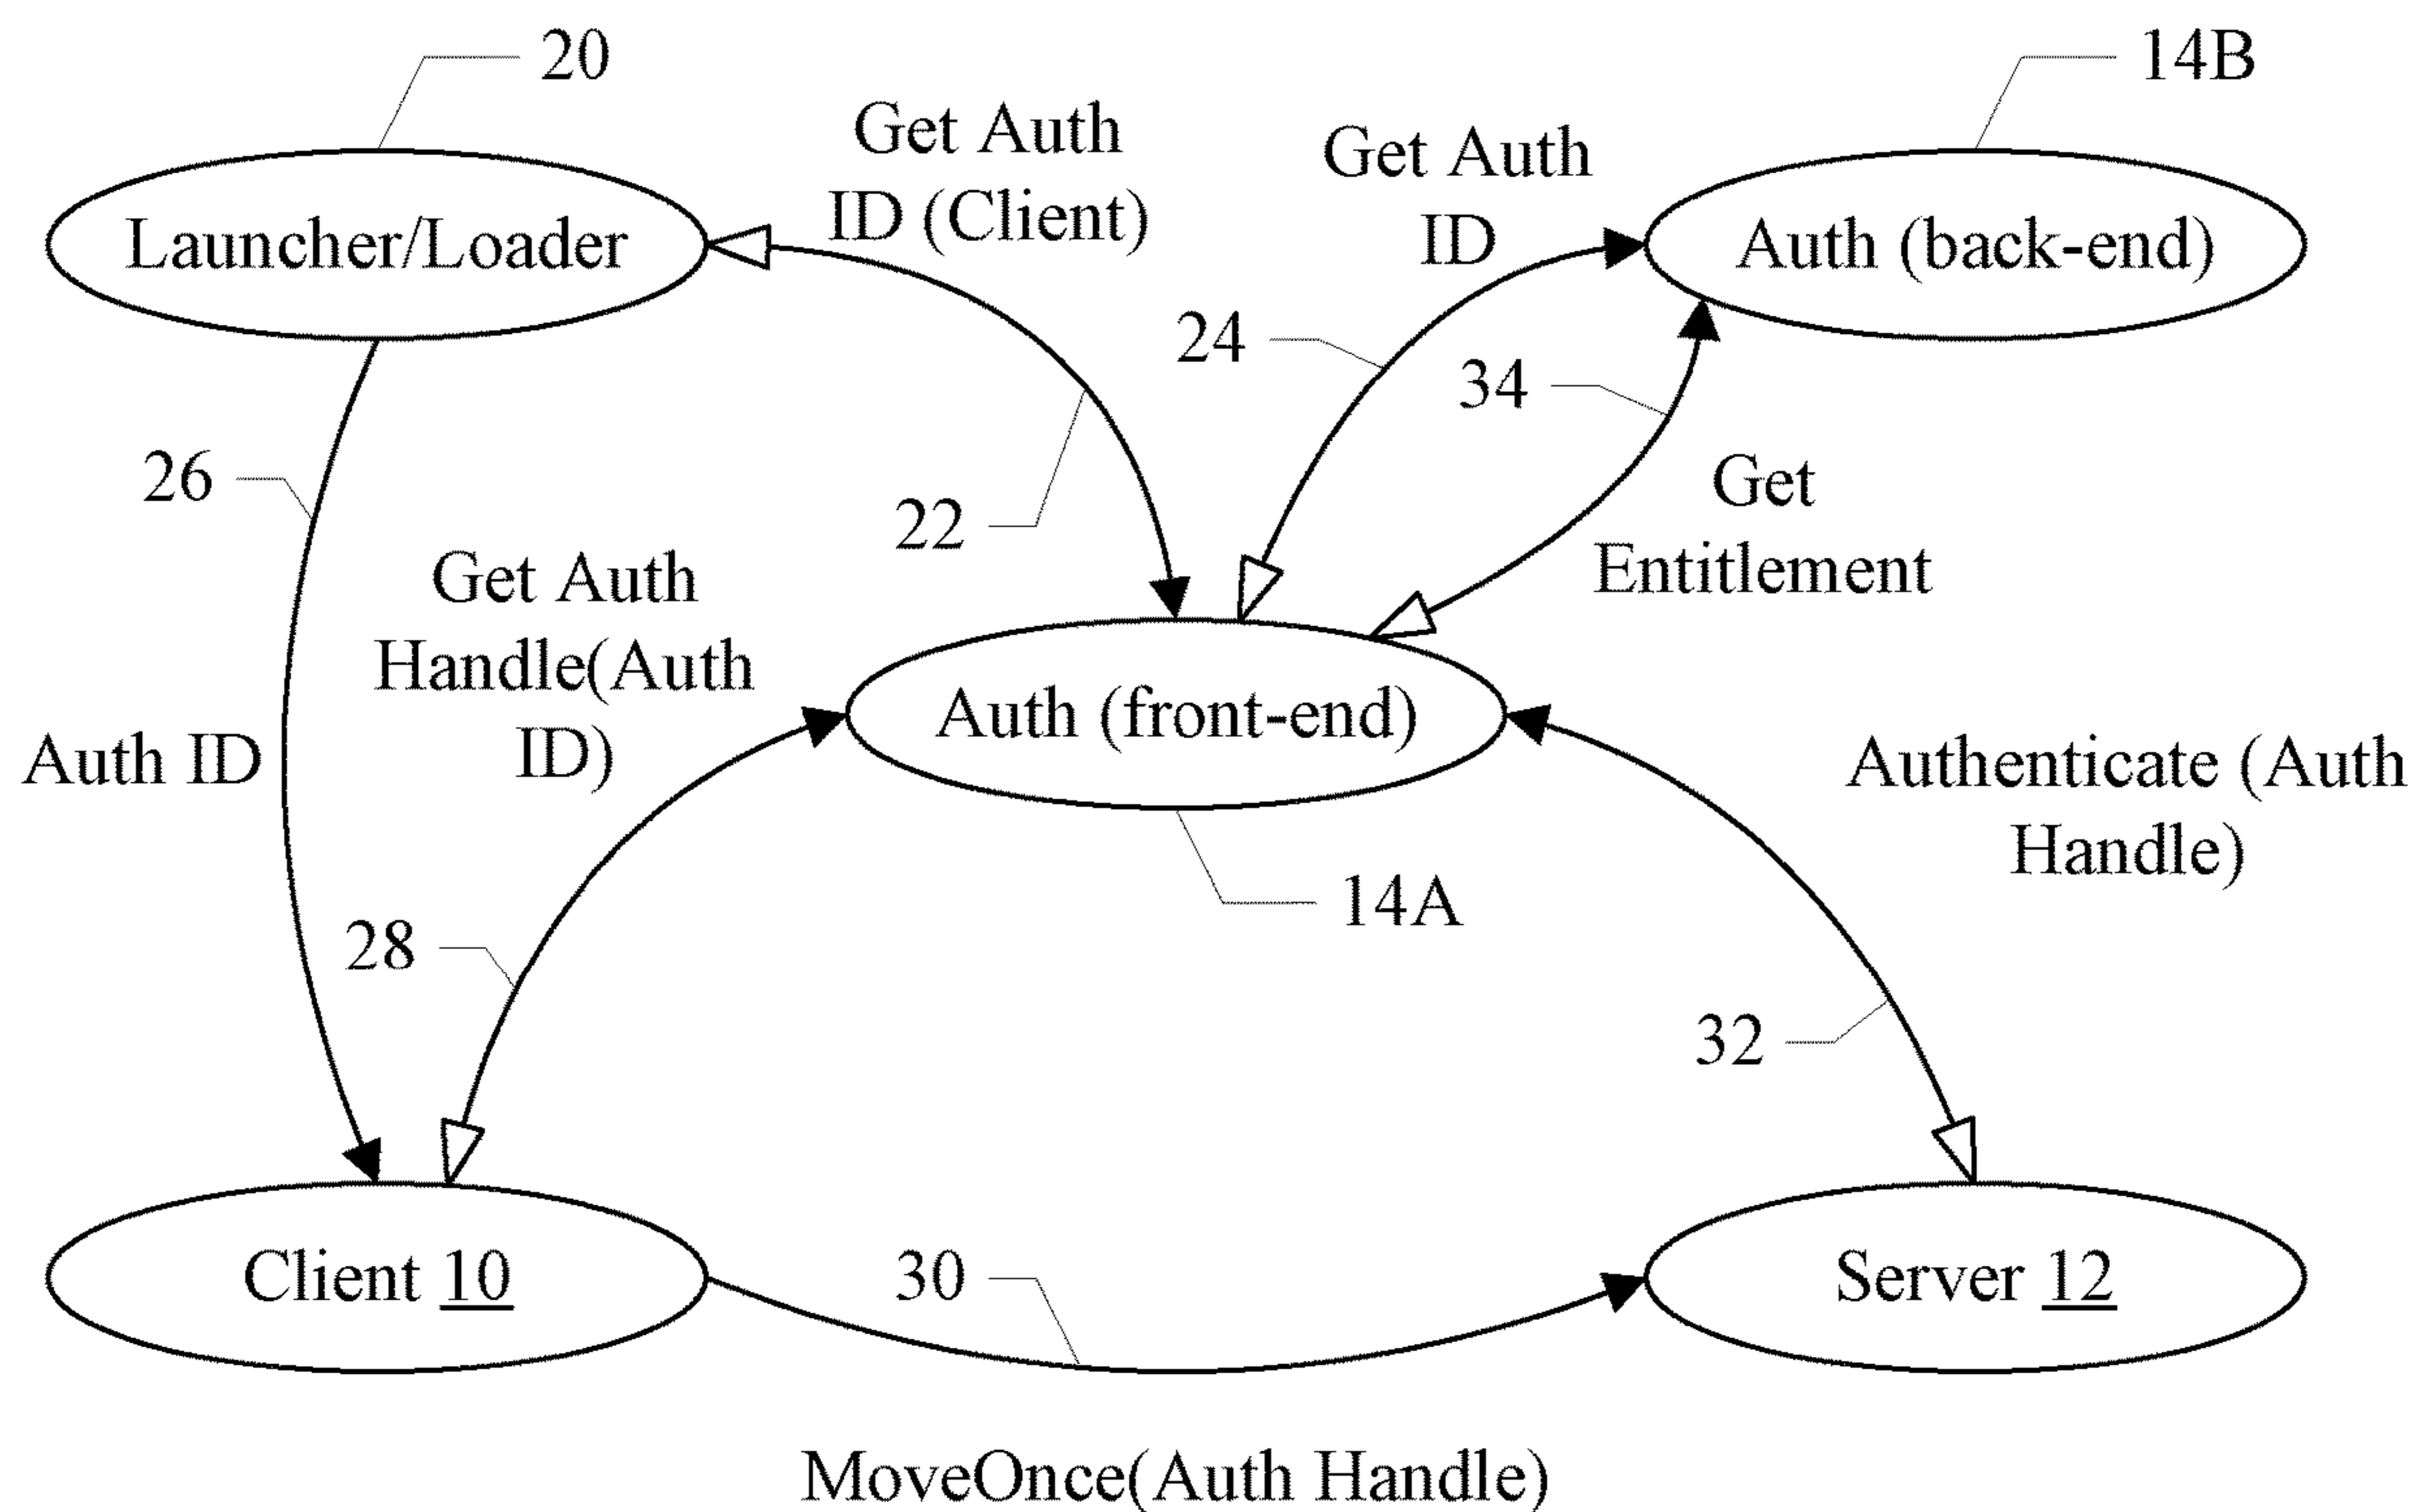 20
14B
Get Auth
ID (Client)
Get Auth
ID
Launcher/Loader
Auth (back-end)
24
34
26
22
Get
Entitlement
Get Auth
Handle(Auth
ID)
Auth ID
Auth (front-end)
Authenticate (Auth
Handle)
14A
28
32
Client 10
30
Server 12
MoveOnce(Auth Handle)